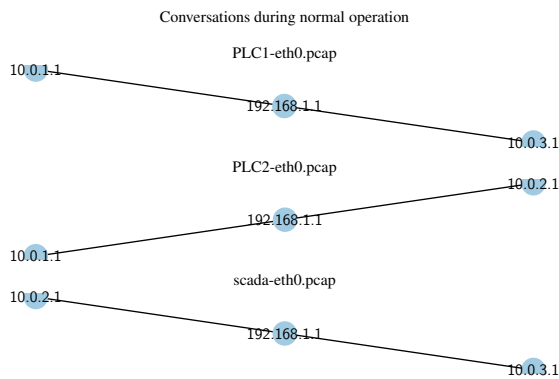 Conversations during normal operation
PLC1-eth0.pcap
10.0.1.1
192.168.1.1
10.0.3.1
PLC2-eth0.pcap
10.0.2.1
192.168.1.1
10.0.1.1
scada-eth0.pcap
10.0.2.1
192.168.1.1
10.0.3.1